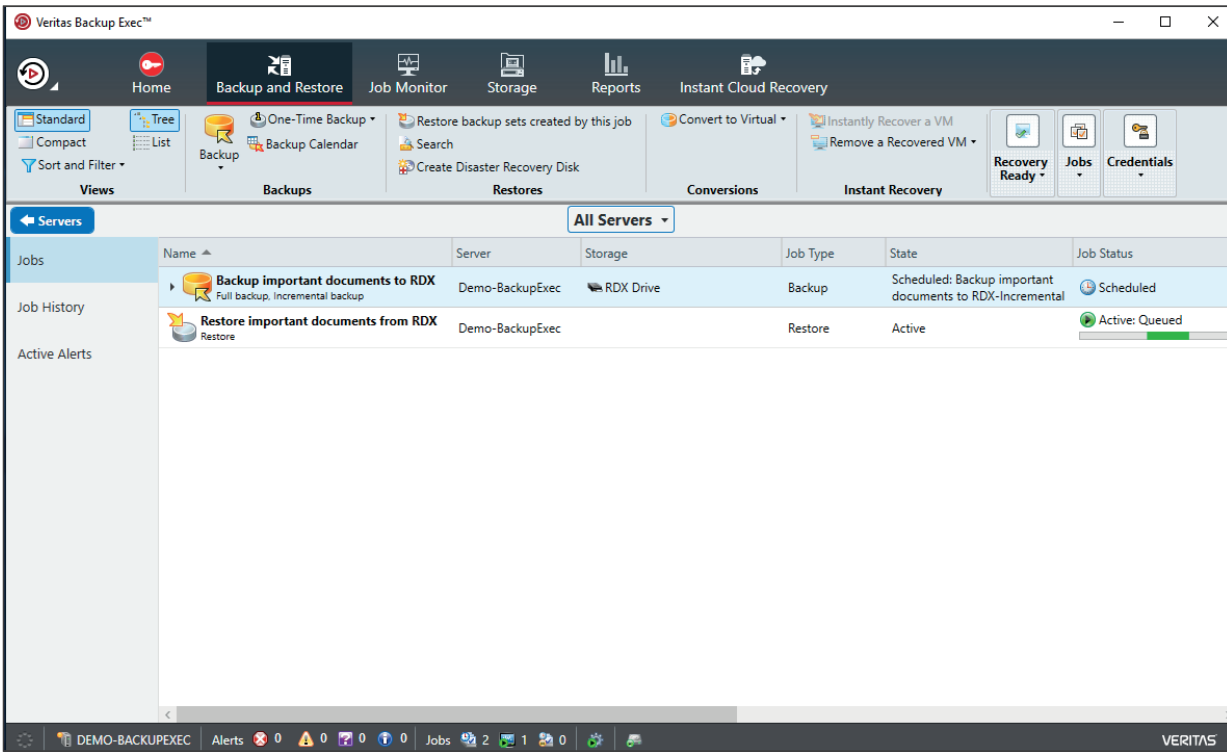 Veritas Backup Exec™
Home
Backup and Restore
Job Monitor
Storage
Reports
Instant Cloud Recovery
Standard
Compact
Sort and Filter
Tree
List
Views
Backup
One-Time Backup
Backup Calendar
Backups
Restore backup sets created by this job
Search
Create Disaster Recovery Disk
Restores
Convert to Virtual
Conversions
Instantly Recover a VM
Remove a Recovered VM
Instant Recovery
Recovery
Ready
Jobs
Credentials
Servers
All Servers
Jobs
Job History
Active Alerts
Name Server Storage Job Type State Job Status
Backup important documents to RDX
Full backup, Incremental backup
Demo-BackupExec
RDX Drive
Backup
Scheduled: Backup important
documents to RDX-Incremental
Scheduled
Restore important documents from RDX
Restore
Demo-BackupExec
Restore
Active
Active: Queued
DEMO-BACKUPEXEC Alerts 0 0 0 0 Jobs 2 1 0 VERITAS